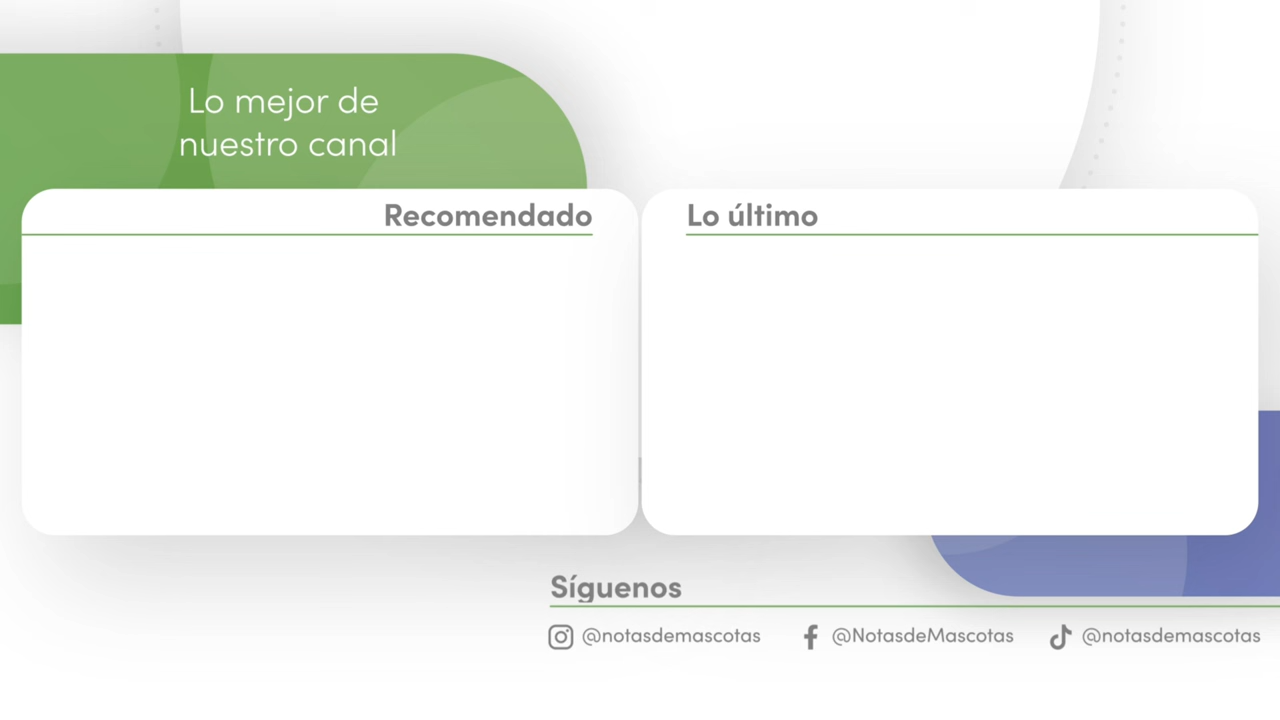 Lo mejor de
nuestro canal
Recomendado
Lo último
Síguenos
@notasdemascotas
@NotasdeMascotas
@notasdemascotas